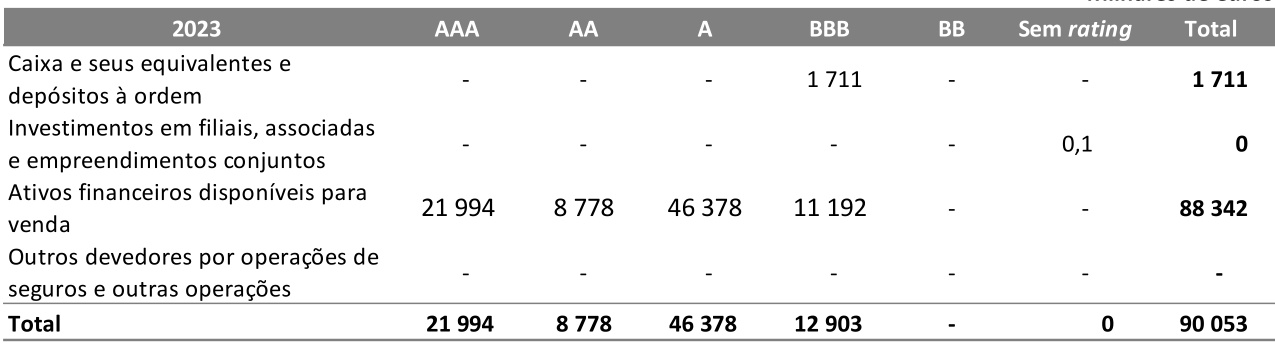 2023 AAA AA A BBB BB Sem rating Total
Caixa e seus equivalentes e
depósitos à ordem - - - 1 711 - - 1 711
Investimentos em filiais, associadas
e empreendimentos conjuntos - - - - - 0,1 0
Ativos financeiros disponíveis para
venda 21 994 8 778 46 378 11 192 - - 88 342
Outros devedores por operações de
seguros e outras operações - - - - - - -
Total 21 994 8 778 46 378 12 903 - 0 90 053